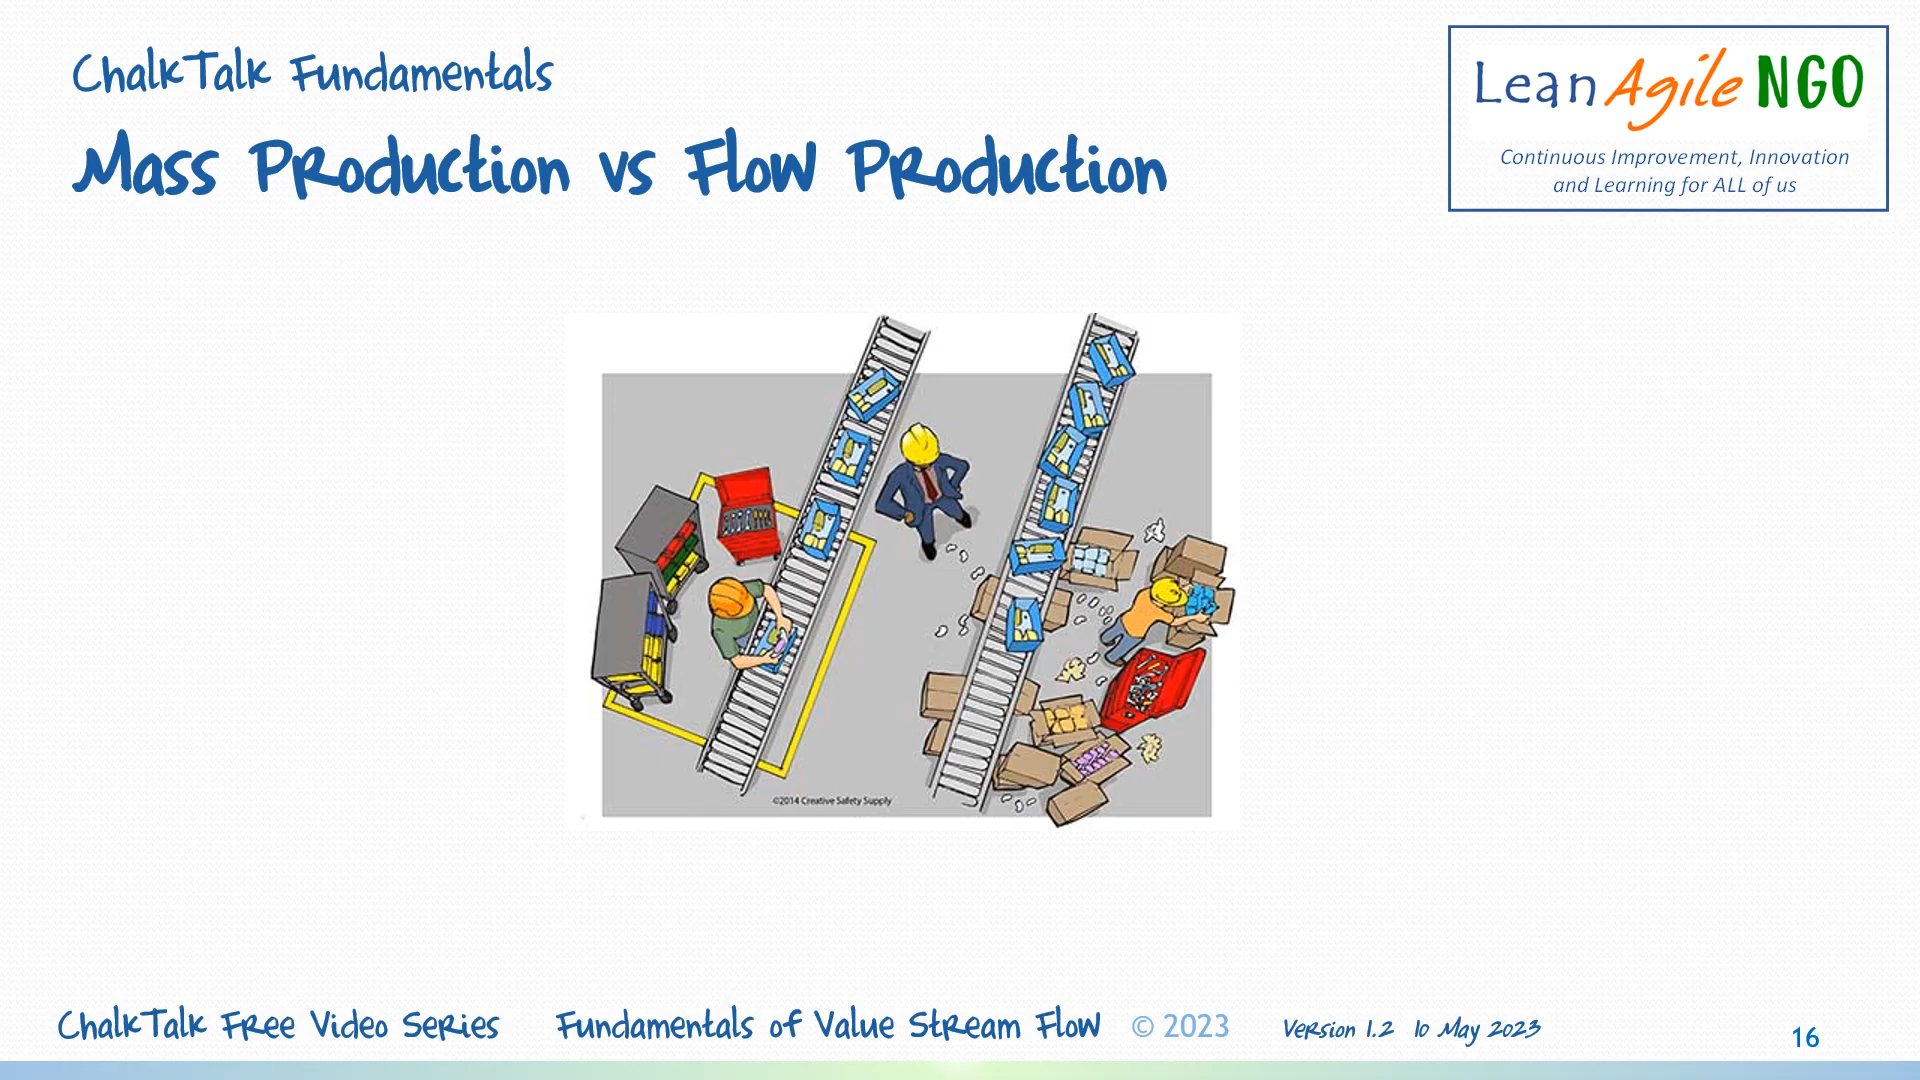 ChalkTalk Fundamentals
Mass Production vs Flow Production
Lean Agile NGO
Continuous Improvement, Innovation
and Learning for ALL of us
©2014 Creative Safety Supply
ChalkTalk Free Video Series Fundamentals of Value Stream Flow © 2023 Version 1.2 10 May 2023 16